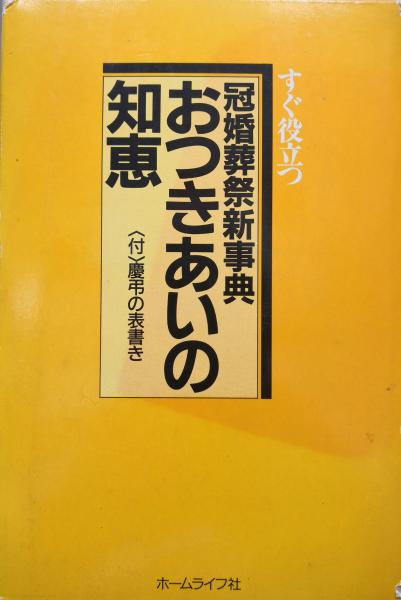 すぐ役立つ
冠婚葬祭新事典
おつきあいの
知恵
〈付〉慶弔の表書き
ホームライフ社